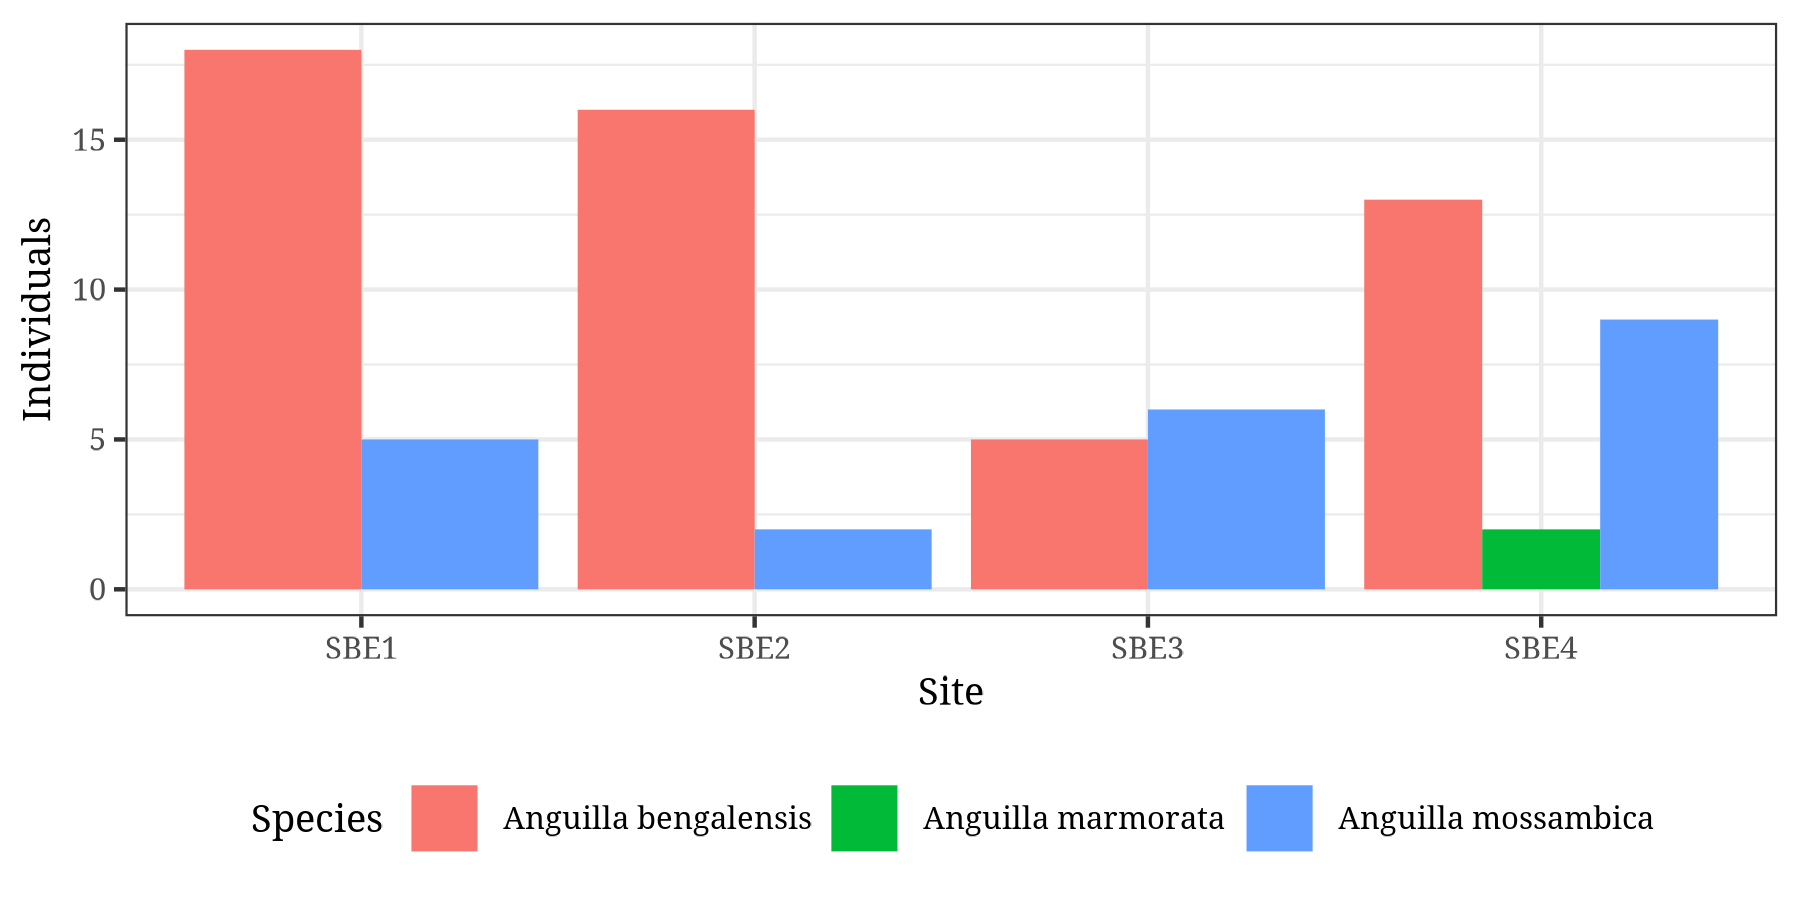 15
10
5
0
Individuals
SBE1 SBE2 SBE3 SBE4
Site
Species Anguilla bengalensis Anguilla marmorata Anguilla mossambica